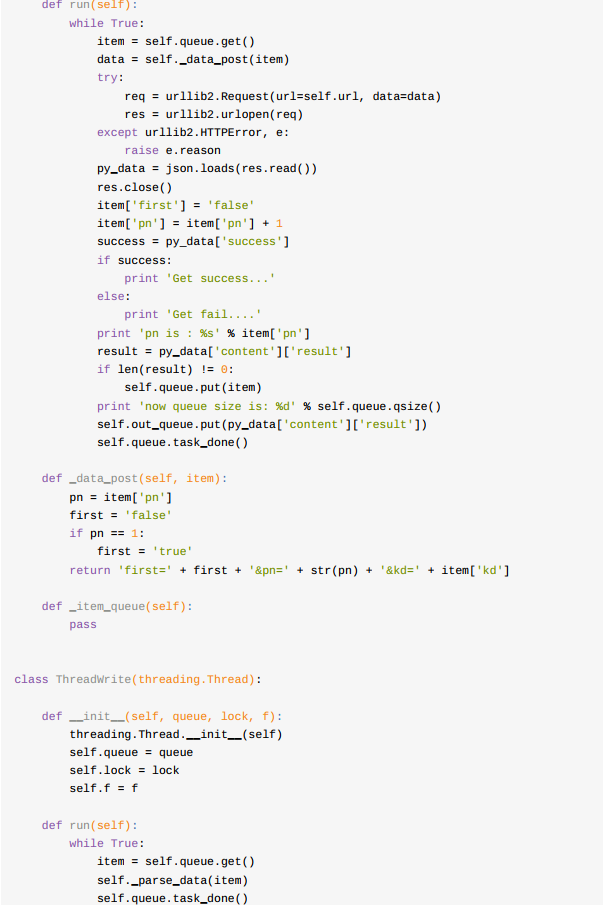 def run(self):
        while True:
            item = self.queue.get()
            data = self._data_post(item)
            try:
                req = urllib2.Request(url=self.url, data=data)
                res = urllib2.urlopen(req)
            except urllib2.HTTPError, e:
                raise e.reason
            py_data = json.loads(res.read())
            res.close()
            item['first'] = 'false'
            item['pn'] = item['pn'] + 1
            success = py_data['success']
            if success:
                print 'Get success...'
            else:
                print 'Get fail....'
            print 'pn is : %s' % item['pn']
            result = py_data['content']['result']
            if len(result) != 0:
                self.queue.put(item)
            print 'now queue size is: %d' % self.queue.qsize()
            self.out_queue.put(py_data['content']['result'])
            self.queue.task_done()

    def _data_post(self, item):
        pn = item['pn']
        first = 'false'
        if pn == 1:
            first = 'true'
        return 'first=' + first + '&pn=' + str(pn) + '&kd=' + item['kd']

    def _item_queue(self):
        pass


class ThreadWrite(threading.Thread):

    def __init__(self, queue, lock, f):
        threading.Thread.__init__(self)
        self.queue = queue
        self.lock = lock
        self.f = f

    def run(self):
        while True:
            item = self.queue.get()
            self._parse_data(item)
            self.queue.task_done()